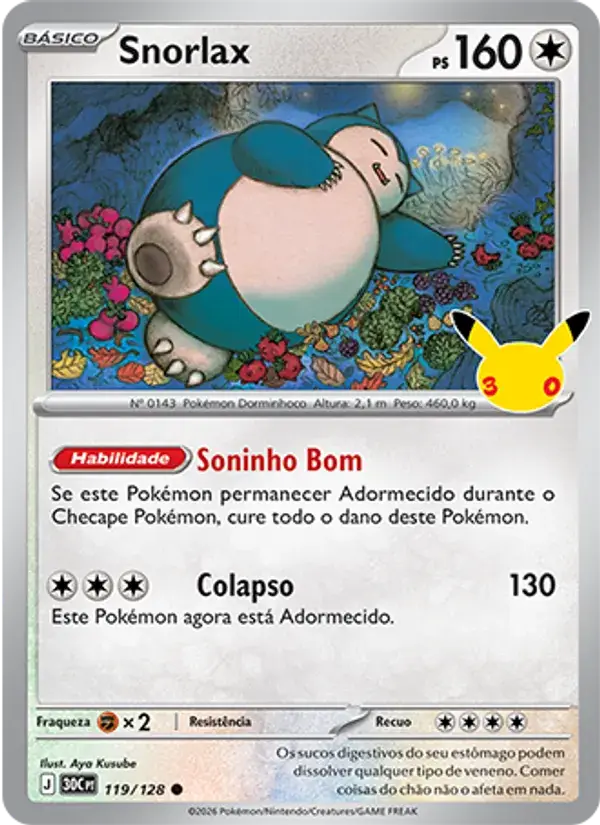 BÁSICO Snorlax PS 160
30
Nº 0143 Pokémon Dorminhoco Altura: 2,1 m Peso: 460,0 kg
Habilidade Soninho Bom
Se este Pokémon permanecer Adormecido durante o
Checape Pokémon, cure todo o dano deste Pokémon.
Colapso 130
Este Pokémon agora está Adormecido.
Fraqueza ×2 | Resistência Recuo
Ilust. Aya Kusube
Os sucos digestivos do seu estômago podem
dissolver qualquer tipo de veneno. Comer
coisas do chão não o afeta em nada.
J 30C PT 119/128
©2026 Pokémon/Nintendo/Creatures/GAME FREAK